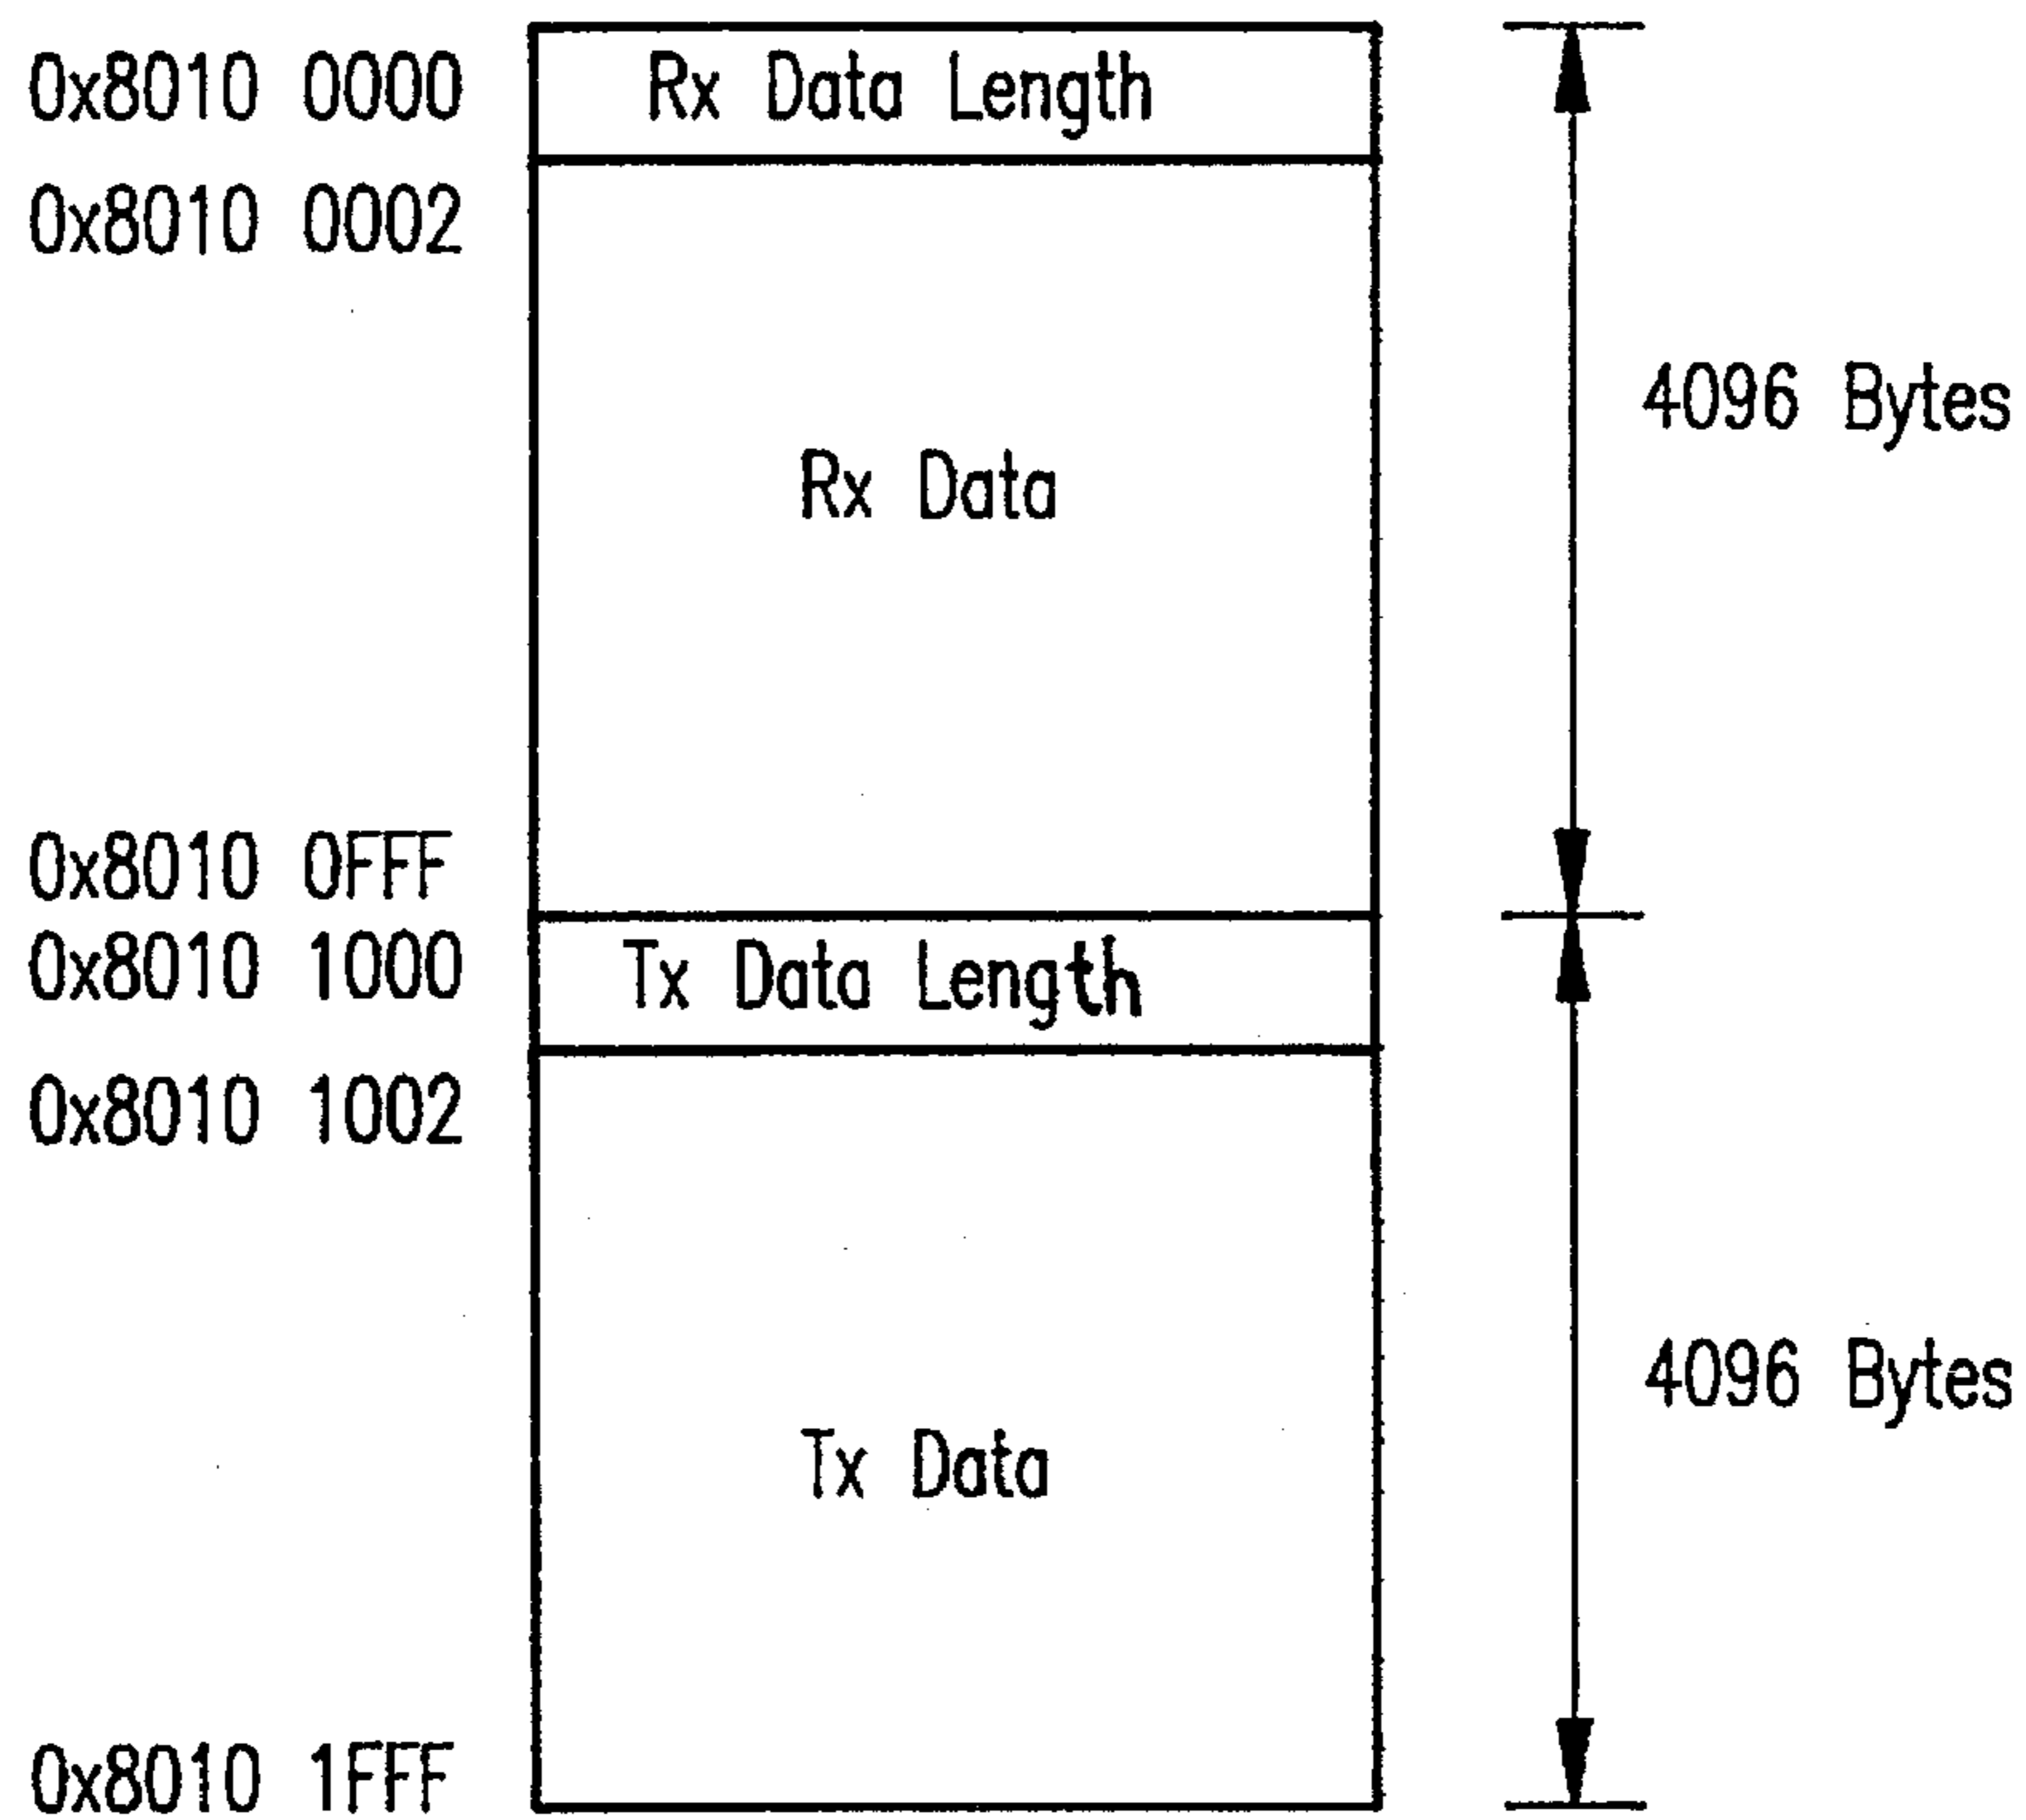 0x8010 0000 Rx Data Length
0x8010 0002
4096 Bytes
Rx Data
0x8010 0FFF
0x8010 1000 Tx Data Length
0x8010 1002
4096 Bytes
Tx Data
0x8010 1FFF